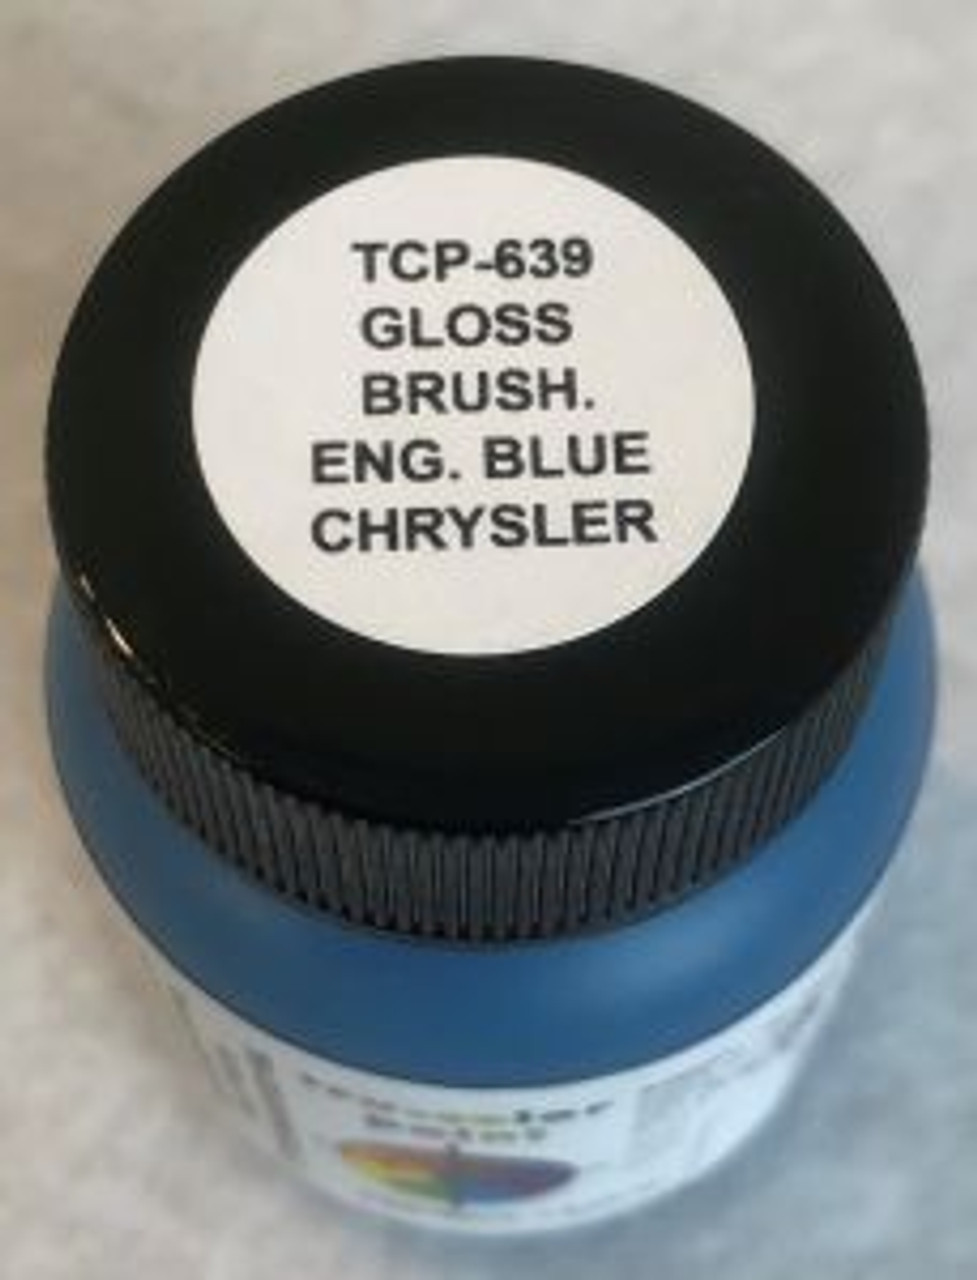 TCP-639
GLOSS
BRUSH.
ENG. BLUE
CHRYSLER